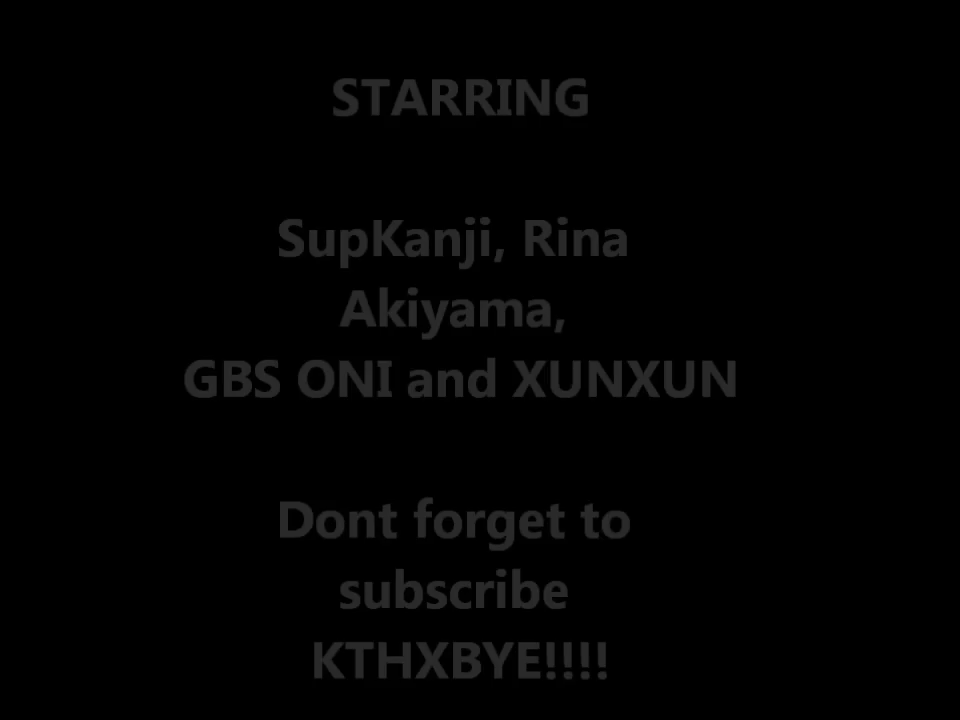 STARRING
SupKanji, Rina
Akiyama,
GBS ONI and XUNXUN
Dont forget to
subscribe
KTHXBYE!!!!